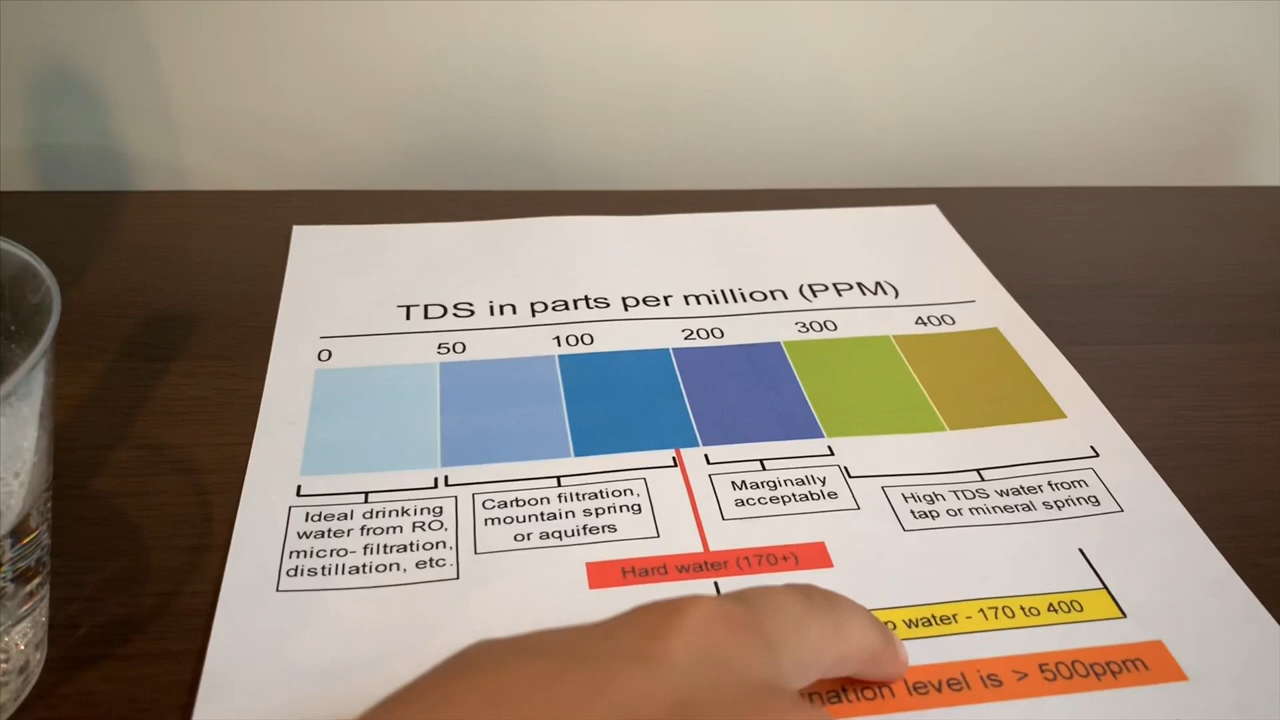 TDS in parts per million (PPM)
0 50 100 200 300 400
Ideal drinking
water from RO,
micro- filtration,
distillation, etc.
Carbon filtration,
mountain spring
or aquifers
Marginally
acceptable
High TDS water from
tap or mineral spring
Hard water (170+)
water - 170 to 400
level is > 500ppm